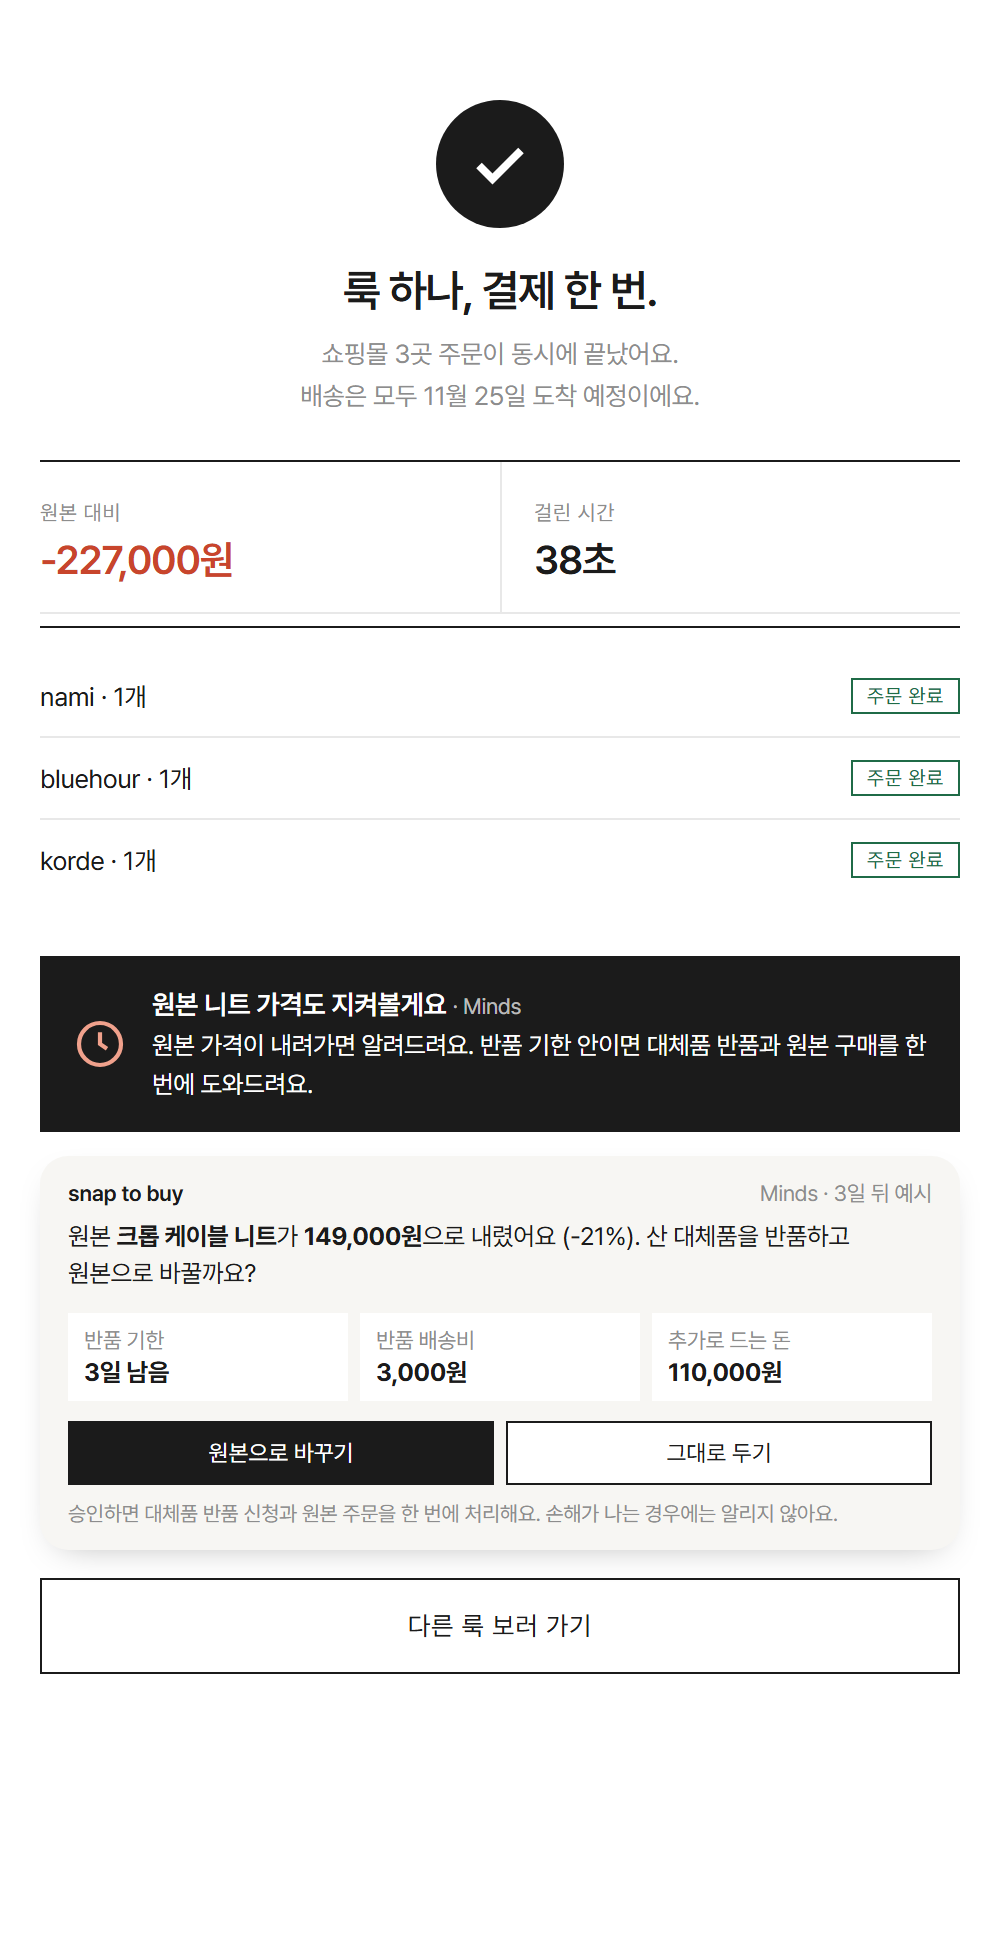 룩 하나, 결제 한 번.
쇼핑몰 3곳 주문이 동시에 끝났어요.
배송은 모두 11월 25일 도착 예정이에요.
원본 대비
-227,000원
걸린 시간
38초
nami · 1개
주문 완료
bluehour · 1개
주문 완료
korde · 1개
주문 완료
원본 니트 가격도 지켜볼게요 · Minds
원본 가격이 내려가면 알려드려요. 반품 기한 안이면 대체품 반품과 원본 구매를 한
번에 도와드려요.
snap to buy
Minds · 3일 뒤 예시
원본 크롭 케이블 니트가 149,000원으로 내렸어요 (-21%). 산 대체품을 반품하고
원본으로 바꿀까요?
반품 기한
3일 남음
반품 배송비
3,000원
추가로 드는 돈
110,000원
원본으로 바꾸기
그대로 두기
승인하면 대체품 반품 신청과 원본 주문을 한 번에 처리해요. 손해가 나는 경우에는 알리지 않아요.
다른 룩 보러 가기